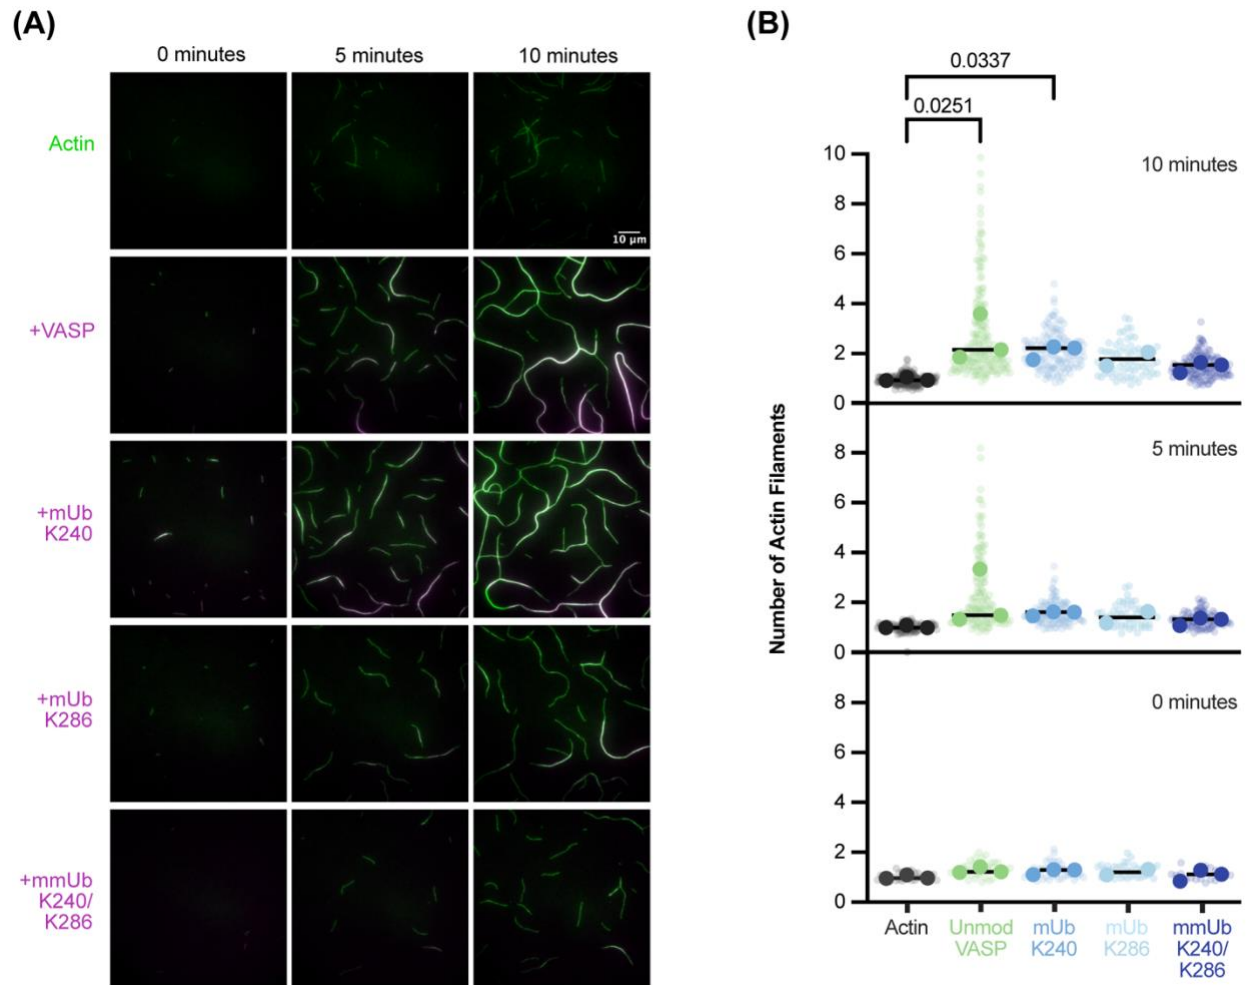 (A)
0 minutes
5 minutes
10 minutes
Actin
10 µm
+VASP
+mUb
K240
+mUb
K286
+mmUb
K240/
K286
(B)
0.0337
0.0251
10 minutes
10
8
6
4
2
0
5 minutes
8
6
4
2
0
0 minutes
8
6
4
2
0
Number of Actin Filaments
Actin
Unmod
VASP
mUb
K240
mUb
K286
mmUb
K240/
K286